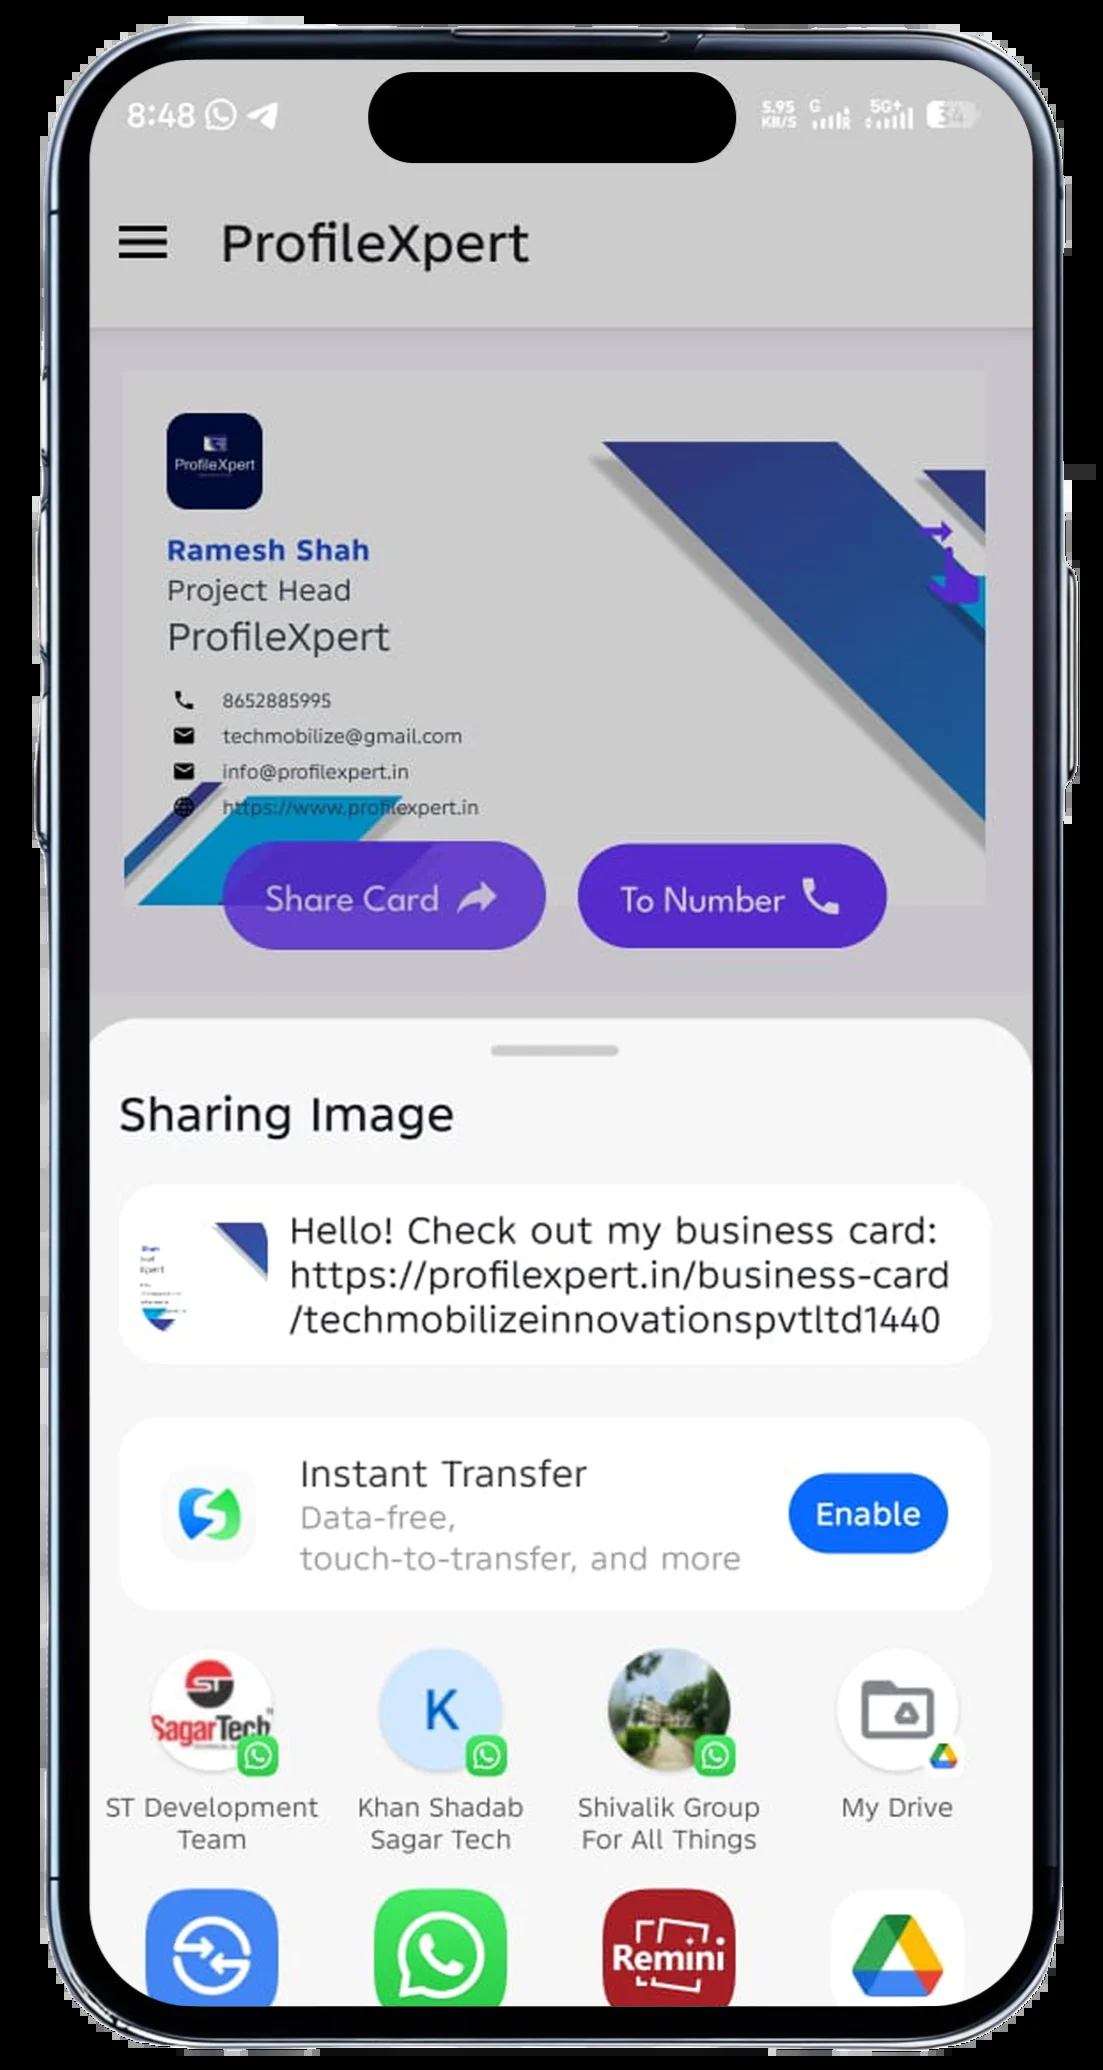 8:48
5.95
KB/S
G
R
5G+
34
ProfileXpert
ProfileXpert
Ramesh Shah
Project Head
ProfileXpert
8652885995
techmobilize@gmail.com
info@profilexpert.in
https://www.profilexpert.in
Share Card
To Number
Sharing Image
Shah
Hello! Check out my business card:
https://profilexpert.in/business-card
/techmobilizeinnovationspvtltd1440
Instant Transfer
Data-free,
touch-to-transfer, and more
Enable
ST
SagarTech
K
ST Development
Team
Khan Shadab
Sagar Tech
Shivalik Group
For All Things
My Drive
Remini